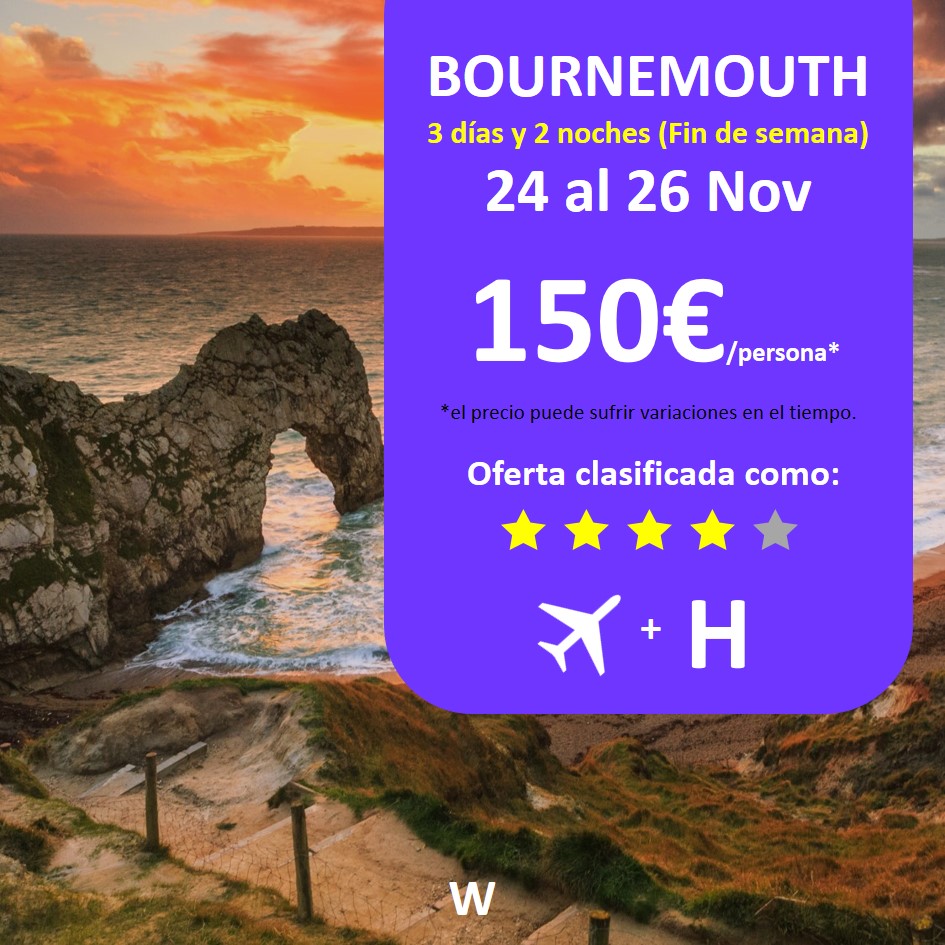 BOURNEMOUTH
3 días y 2 noches (Fin de semana)
24 al 26 Nov
150€/persona*
*el precio puede sufrir variaciones en el tiempo.
Oferta clasificada como:
+ H
W